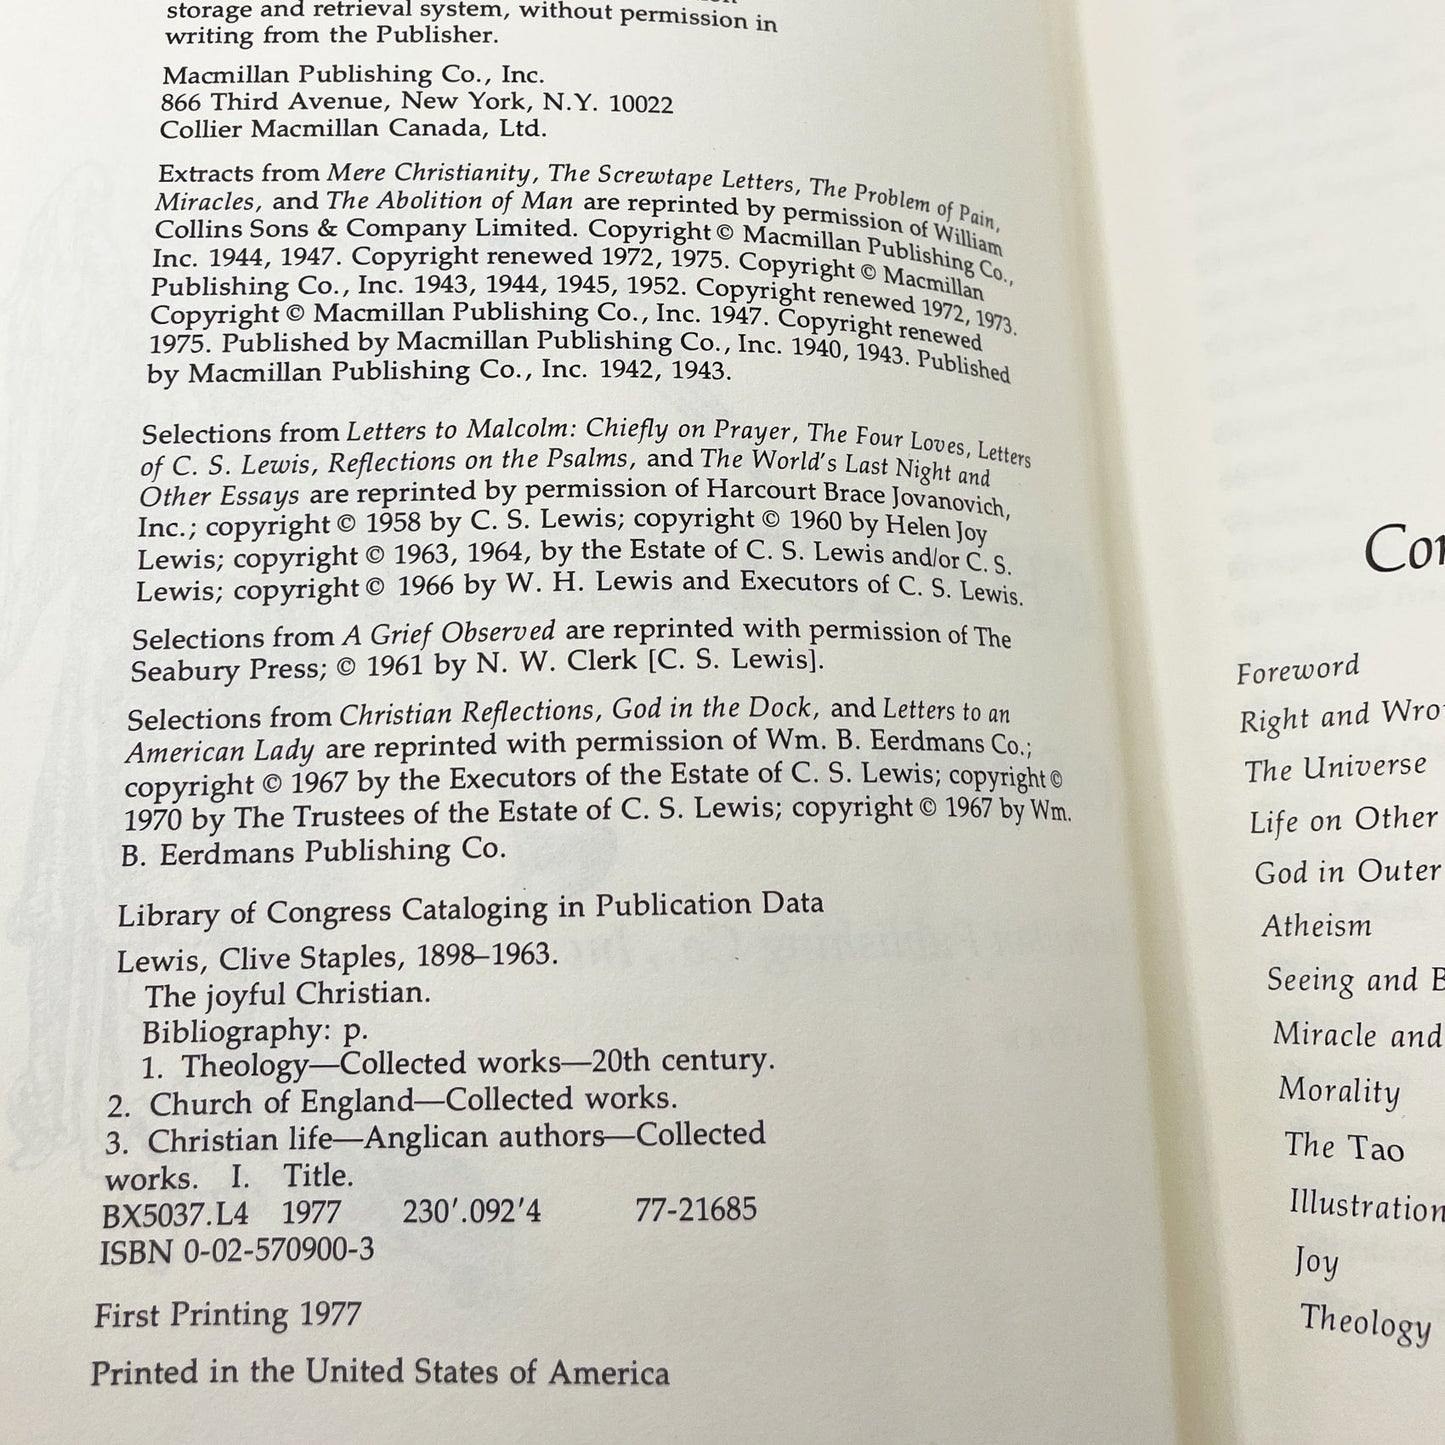 storage and retrieval system, without permission in
writing from the Publisher.
Macmillan Publishing Co., Inc.
866 Third Avenue, New York, N.Y. 10022
Collier Macmillan Canada, Ltd.
Extracts from Mere Christianity, The Screwtape Letters, The Problem of Pain,
Miracles, and The Abolition of Man are reprinted by permission of William
Collins Sons & Company Limited. Copyright © Macmillan Publishing Co.,
Inc. 1944, 1947. Copyright renewed 1972, 1975. Copyright © Macmillan
Publishing Co., Inc. 1943, 1944, 1945, 1952. Copyright renewed 1972, 1973.
Copyright © Macmillan Publishing Co., Inc. 1947. Copyright renewed
1975. Published by Macmillan Publishing Co., Inc. 1940, 1943. Published
by Macmillan Publishing Co., Inc. 1942, 1943.
Selections from Letters to Malcolm: Chiefly on Prayer, The Four Loves, Letters
of C. S. Lewis, Reflections on the Psalms, and The World's Last Night and
Other Essays are reprinted by permission of Harcourt Brace Jovanovich,
Inc.; copyright © 1958 by C. S. Lewis; copyright © 1960 by Helen Joy
Lewis; copyright © 1963, 1964, by the Estate of C. S. Lewis and/or C. S.
Lewis; copyright © 1966 by W. H. Lewis and Executors of C. S. Lewis.
Selections from A Grief Observed are reprinted with permission of The
Seabury Press; © 1961 by N. W. Clerk [C. S. Lewis].
Selections from Christian Reflections, God in the Dock, and Letters to an
American Lady are reprinted with permission of Wm. B. Eerdmans Co.;
copyright © 1967 by the Executors of the Estate of C. S. Lewis; copyright ©
1970 by The Trustees of the Estate of C. S. Lewis; copyright © 1967 by Wm.
B. Eerdmans Publishing Co.
Library of Congress Cataloging in Publication Data
Lewis, Clive Staples, 1898–1963.
The joyful Christian.
Bibliography: p.
1. Theology—Collected works—20th century.
2. Church of England—Collected works.
3. Christian life—Anglican authors—Collected
works. I. Title.
BX5037.L4 1977 230'.092'4 77-21685
ISBN 0-02-570900-3
First Printing 1977
Printed in the United States of America
Con
Foreword
Right and Wro
The Universe
Life on Other
God in Outer
Atheism
Seeing and B
Miracle and
Morality
The Tao
Illustration
Joy
Theology